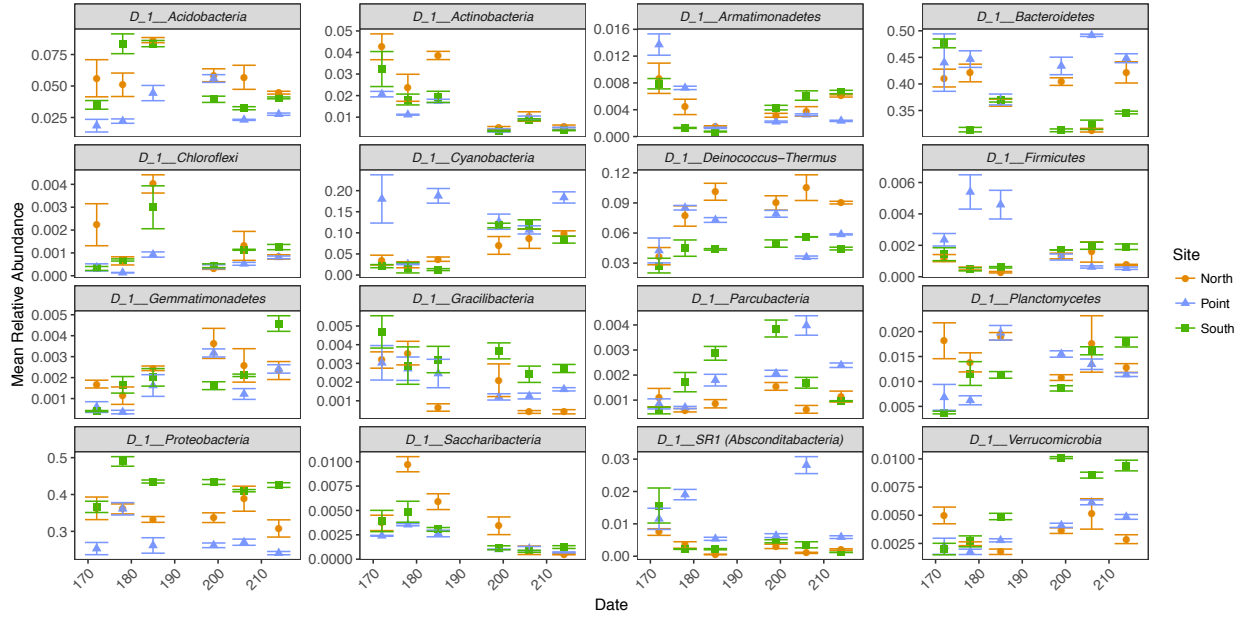 D_1__Acidobacteria D_1__Actinobacteria D_1__Armatimonadetes D_1__Bacteroidetes
0.075 0.050 0.025
0.05 0.04 0.03 0.02 0.01
0.016 0.012 0.008 0.004 0.000
0.50 0.45 0.40 0.35
D_1__Chloroflexi D_1__Cyanobacteria D_1__Deinococcus−Thermus D_1__Firmicutes
0.004 0.003 0.002 0.001 0.000
0.20 0.15 0.10 0.05 0.00
0.12 0.09 0.06 0.03 0.00
0.006 0.004 0.002 0.000
D_1__Gemmatimonadetes D_1__Gracilibacteria D_1__Parcubacteria D_1__Planctomycetes
0.005 0.004 0.003 0.002 0.001
0.006 0.005 0.004 0.003 0.002 0.001 0.000
0.004 0.003 0.002 0.001
0.020 0.015 0.010 0.005
D_1__Proteobacteria D_1__Saccharibacteria D_1__SR1 (Absconditabacteria) D_1__Verrucomicrobia
0.5 0.4 0.3
0.0100 0.0075 0.0050 0.0025 0.0000
0.03 0.02 0.01 0.00
0.0100 0.0075 0.0050 0.0025
170 180 190 200 210 170 180 190 200 210 170 180 190 200 210 170 180 190 200 210
Mean Relative Abundance
Date
Site
North
Point
South